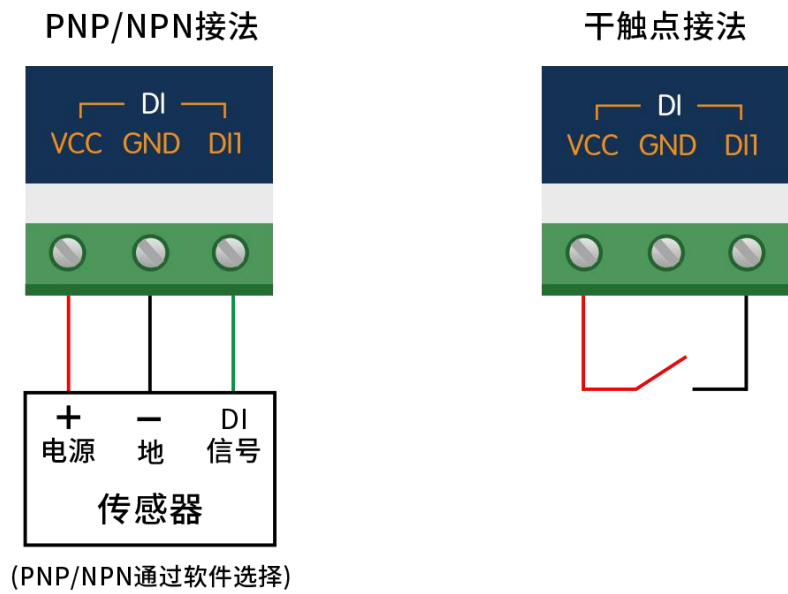 PNP/NPN接法
DI
VCC GND DI1
+ − DI
电源 地 信号
传感器
(PNP/NPN通过软件选择)
干触点接法
DI
VCC GND DI1